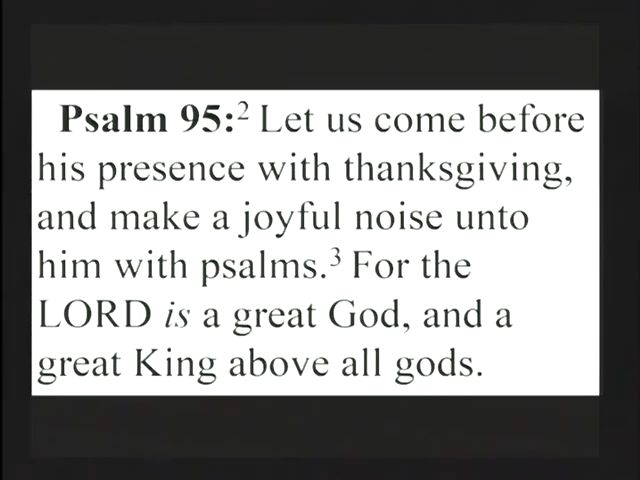 Psalm 95:² Let us come before
his presence with thanksgiving,
and make a joyful noise unto
him with psalms.³ For the
LORD is a great God, and a
great King above all gods.